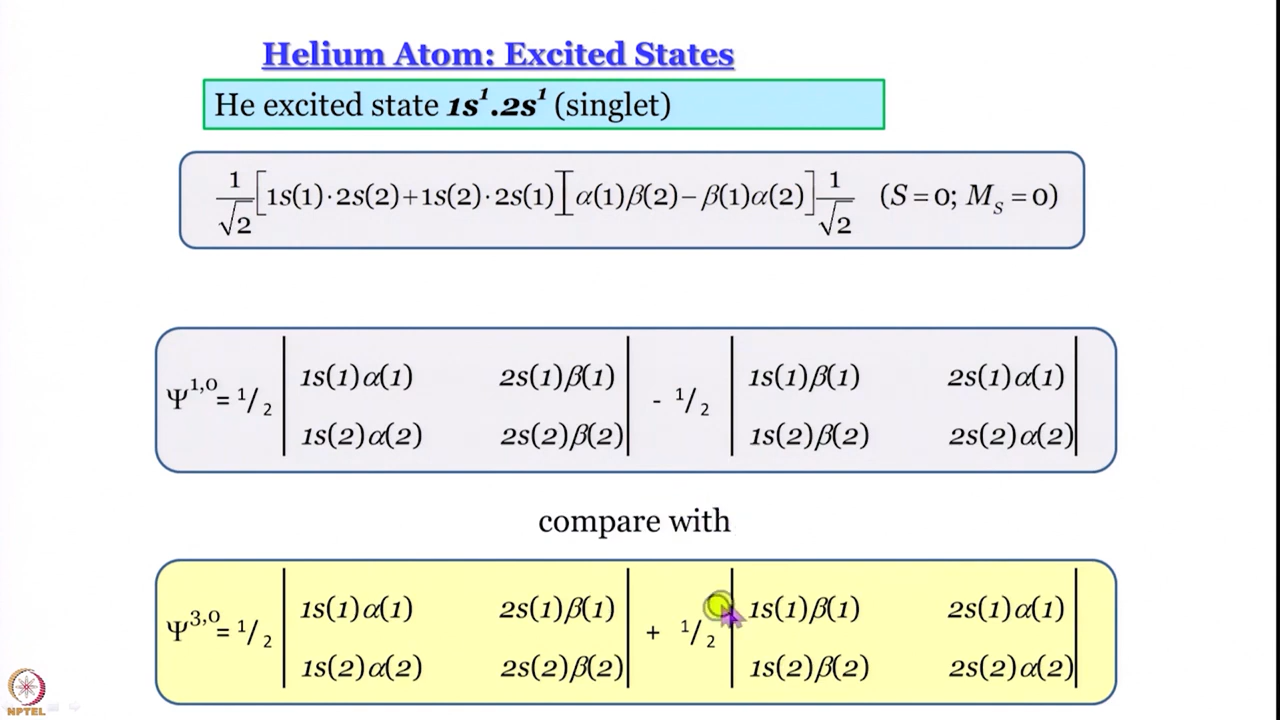 Helium Atom: Excited States
He excited state 1s¹.2s¹ (singlet)
1/√2 [1s(1)·2s(2)+1s(2)·2s(1)][α(1)β(2)−β(1)α(2)] 1/√2 (S=0; M_S=0)
Ψ^1,0 = 1/2 | 1s(1)α(1) 2s(1)β(1) | - 1/2 | 1s(1)β(1) 2s(1)α(1) |
| 1s(2)α(2) 2s(2)β(2) | | 1s(2)β(2) 2s(2)α(2) |
compare with
Ψ^3,0 = 1/2 | 1s(1)α(1) 2s(1)β(1) | + 1/2 | 1s(1)β(1) 2s(1)α(1) |
| 1s(2)α(2) 2s(2)β(2) | | 1s(2)β(2) 2s(2)α(2) |
NPTEL